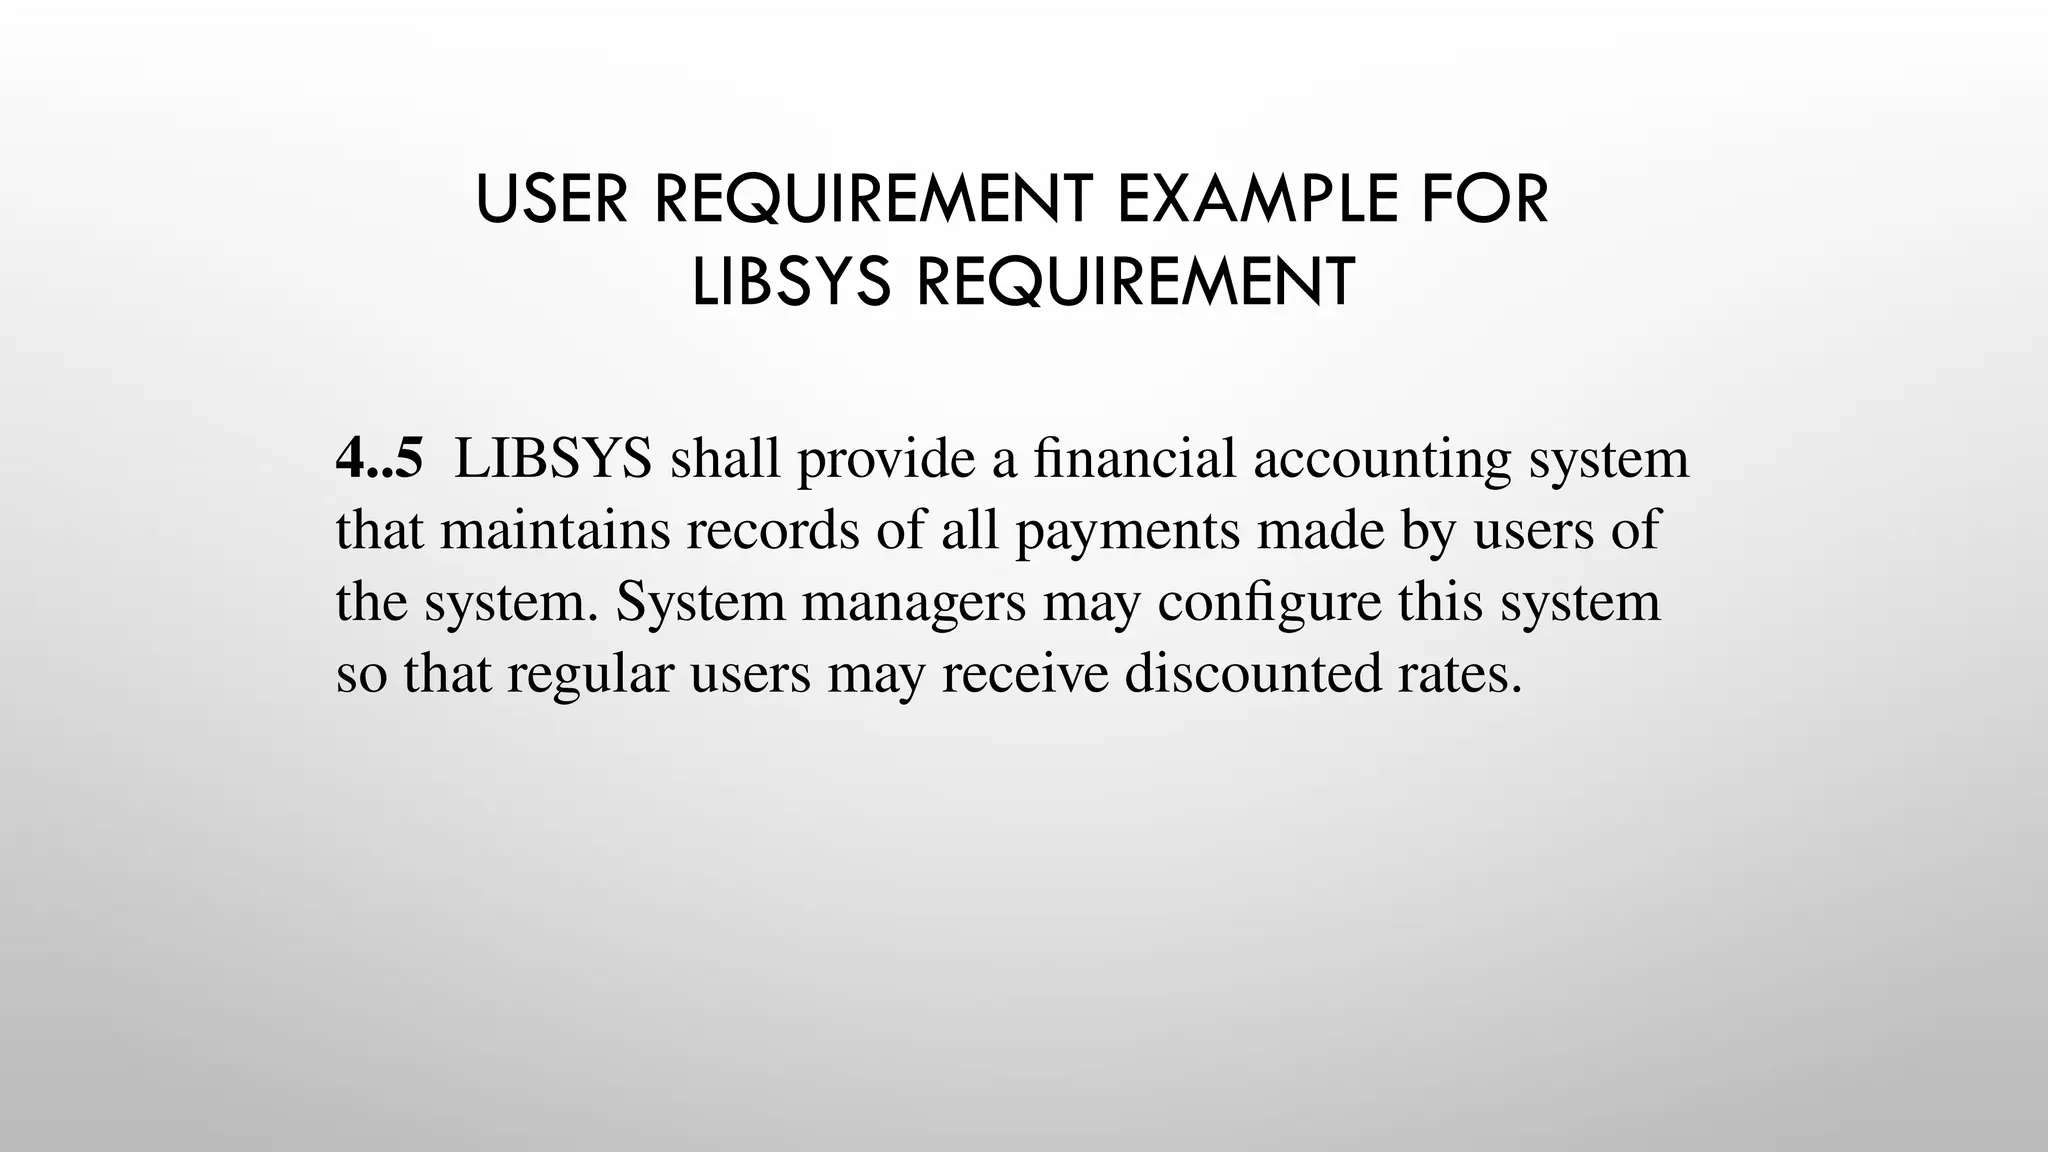 USER REQUIREMENT EXAMPLE FOR
LIBSYS REQUIREMENT
4..5 LIBSYS shall provide a financial accounting system
that maintains records of all payments made by users of
the system. System managers may configure this system
so that regular users may receive discounted rates.